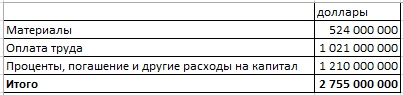 доллары
Материалы 524 000 000
Оплата труда 1 021 000 000
Проценты, погашение и другие расходы на капитал 1 210 000 000
Итого 2 755 000 000